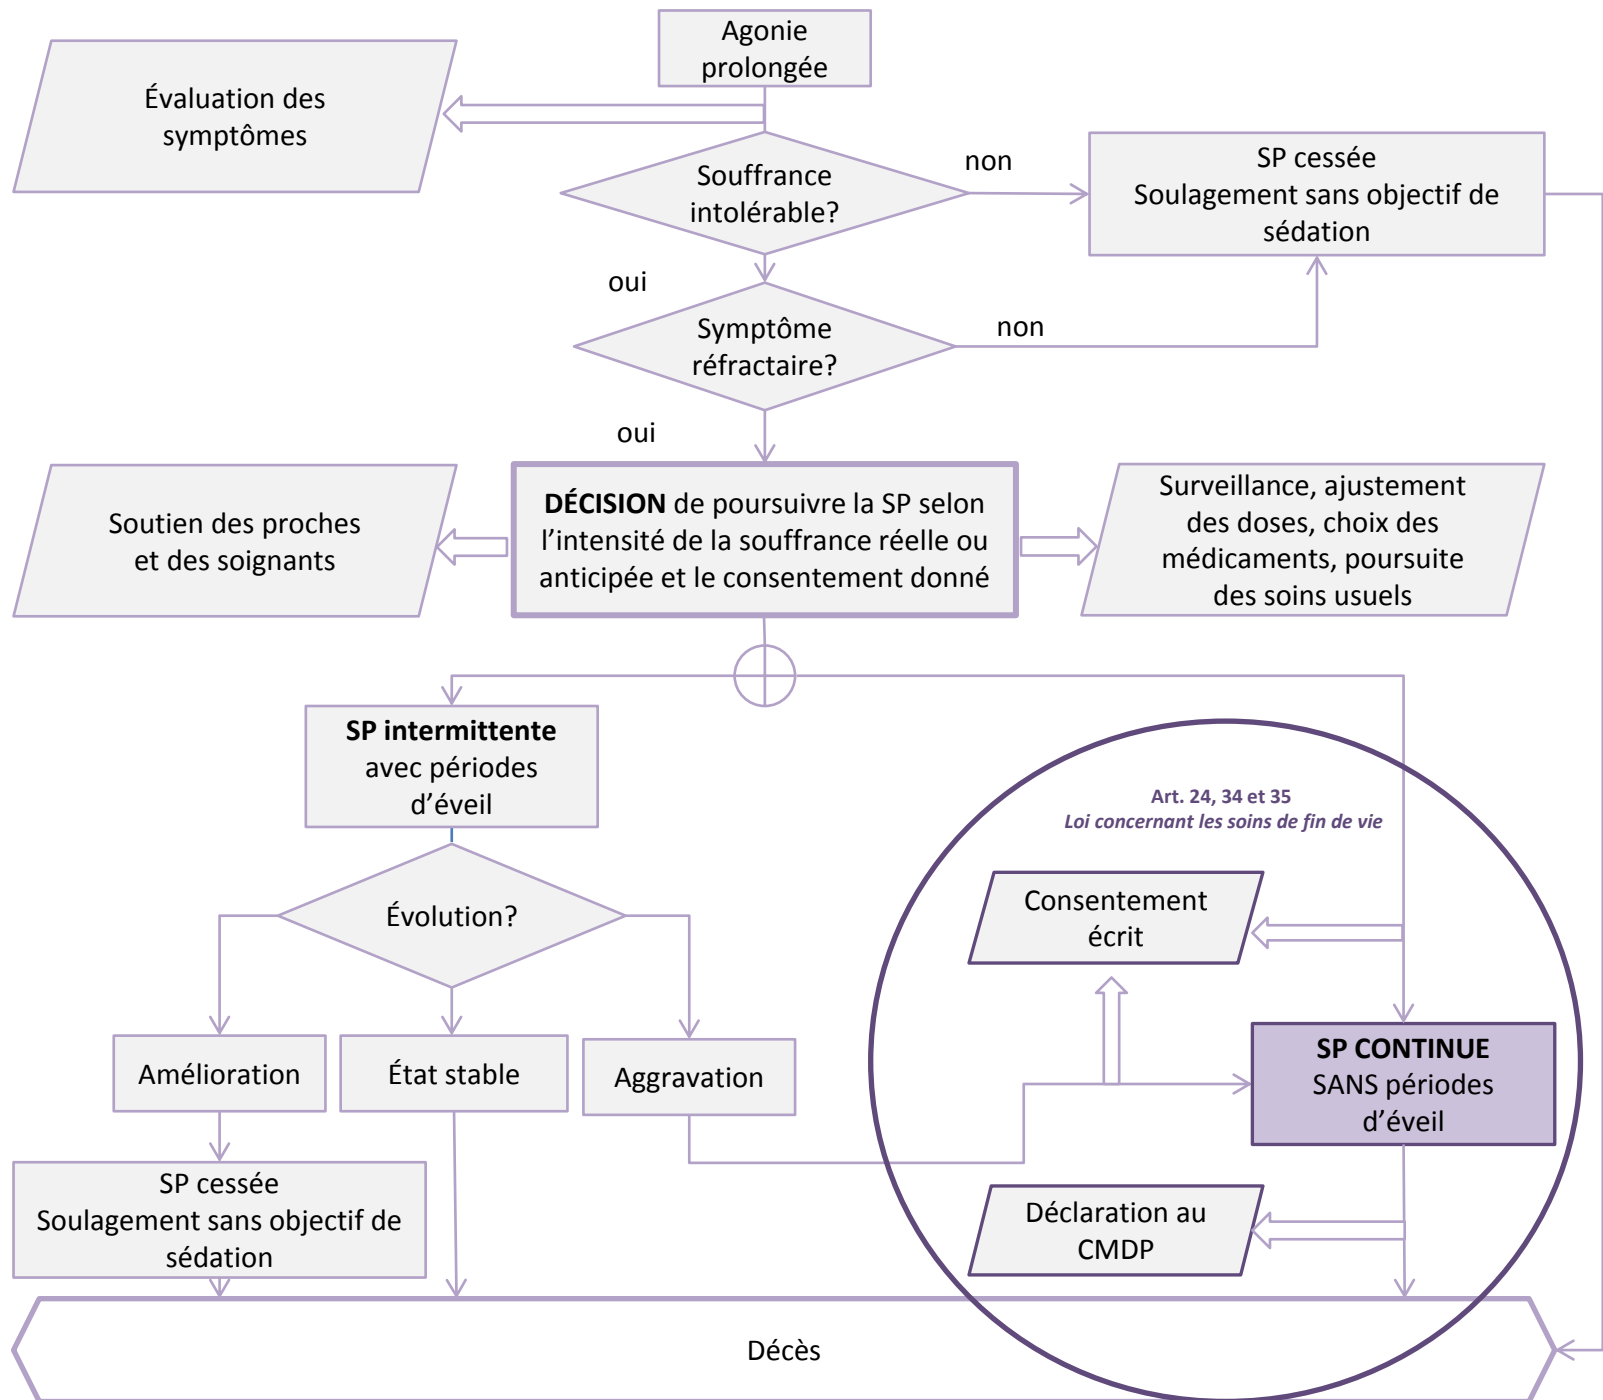 Agonie
prolongée
Évaluation des
symptômes
Souffrance
intolérable?
non
SP cessée
Soulagement sans objectif de
sédation
oui
Symptôme
réfractaire?
non
oui
Soutien des proches
et des soignants
DÉCISION de poursuivre la SP selon
l’intensité de la souffrance réelle ou
anticipée et le consentement donné
Surveillance, ajustement
des doses, choix des
médicaments, poursuite
des soins usuels
SP intermittente
avec périodes
d’éveil
Art. 24, 34 et 35
Loi concernant les soins de fin de vie
Évolution?
Consentement
écrit
Amélioration
État stable
Aggravation
SP CONTINUE
SANS périodes
d’éveil
SP cessée
Soulagement sans objectif de
sédation
Déclaration au
CMDP
Décès